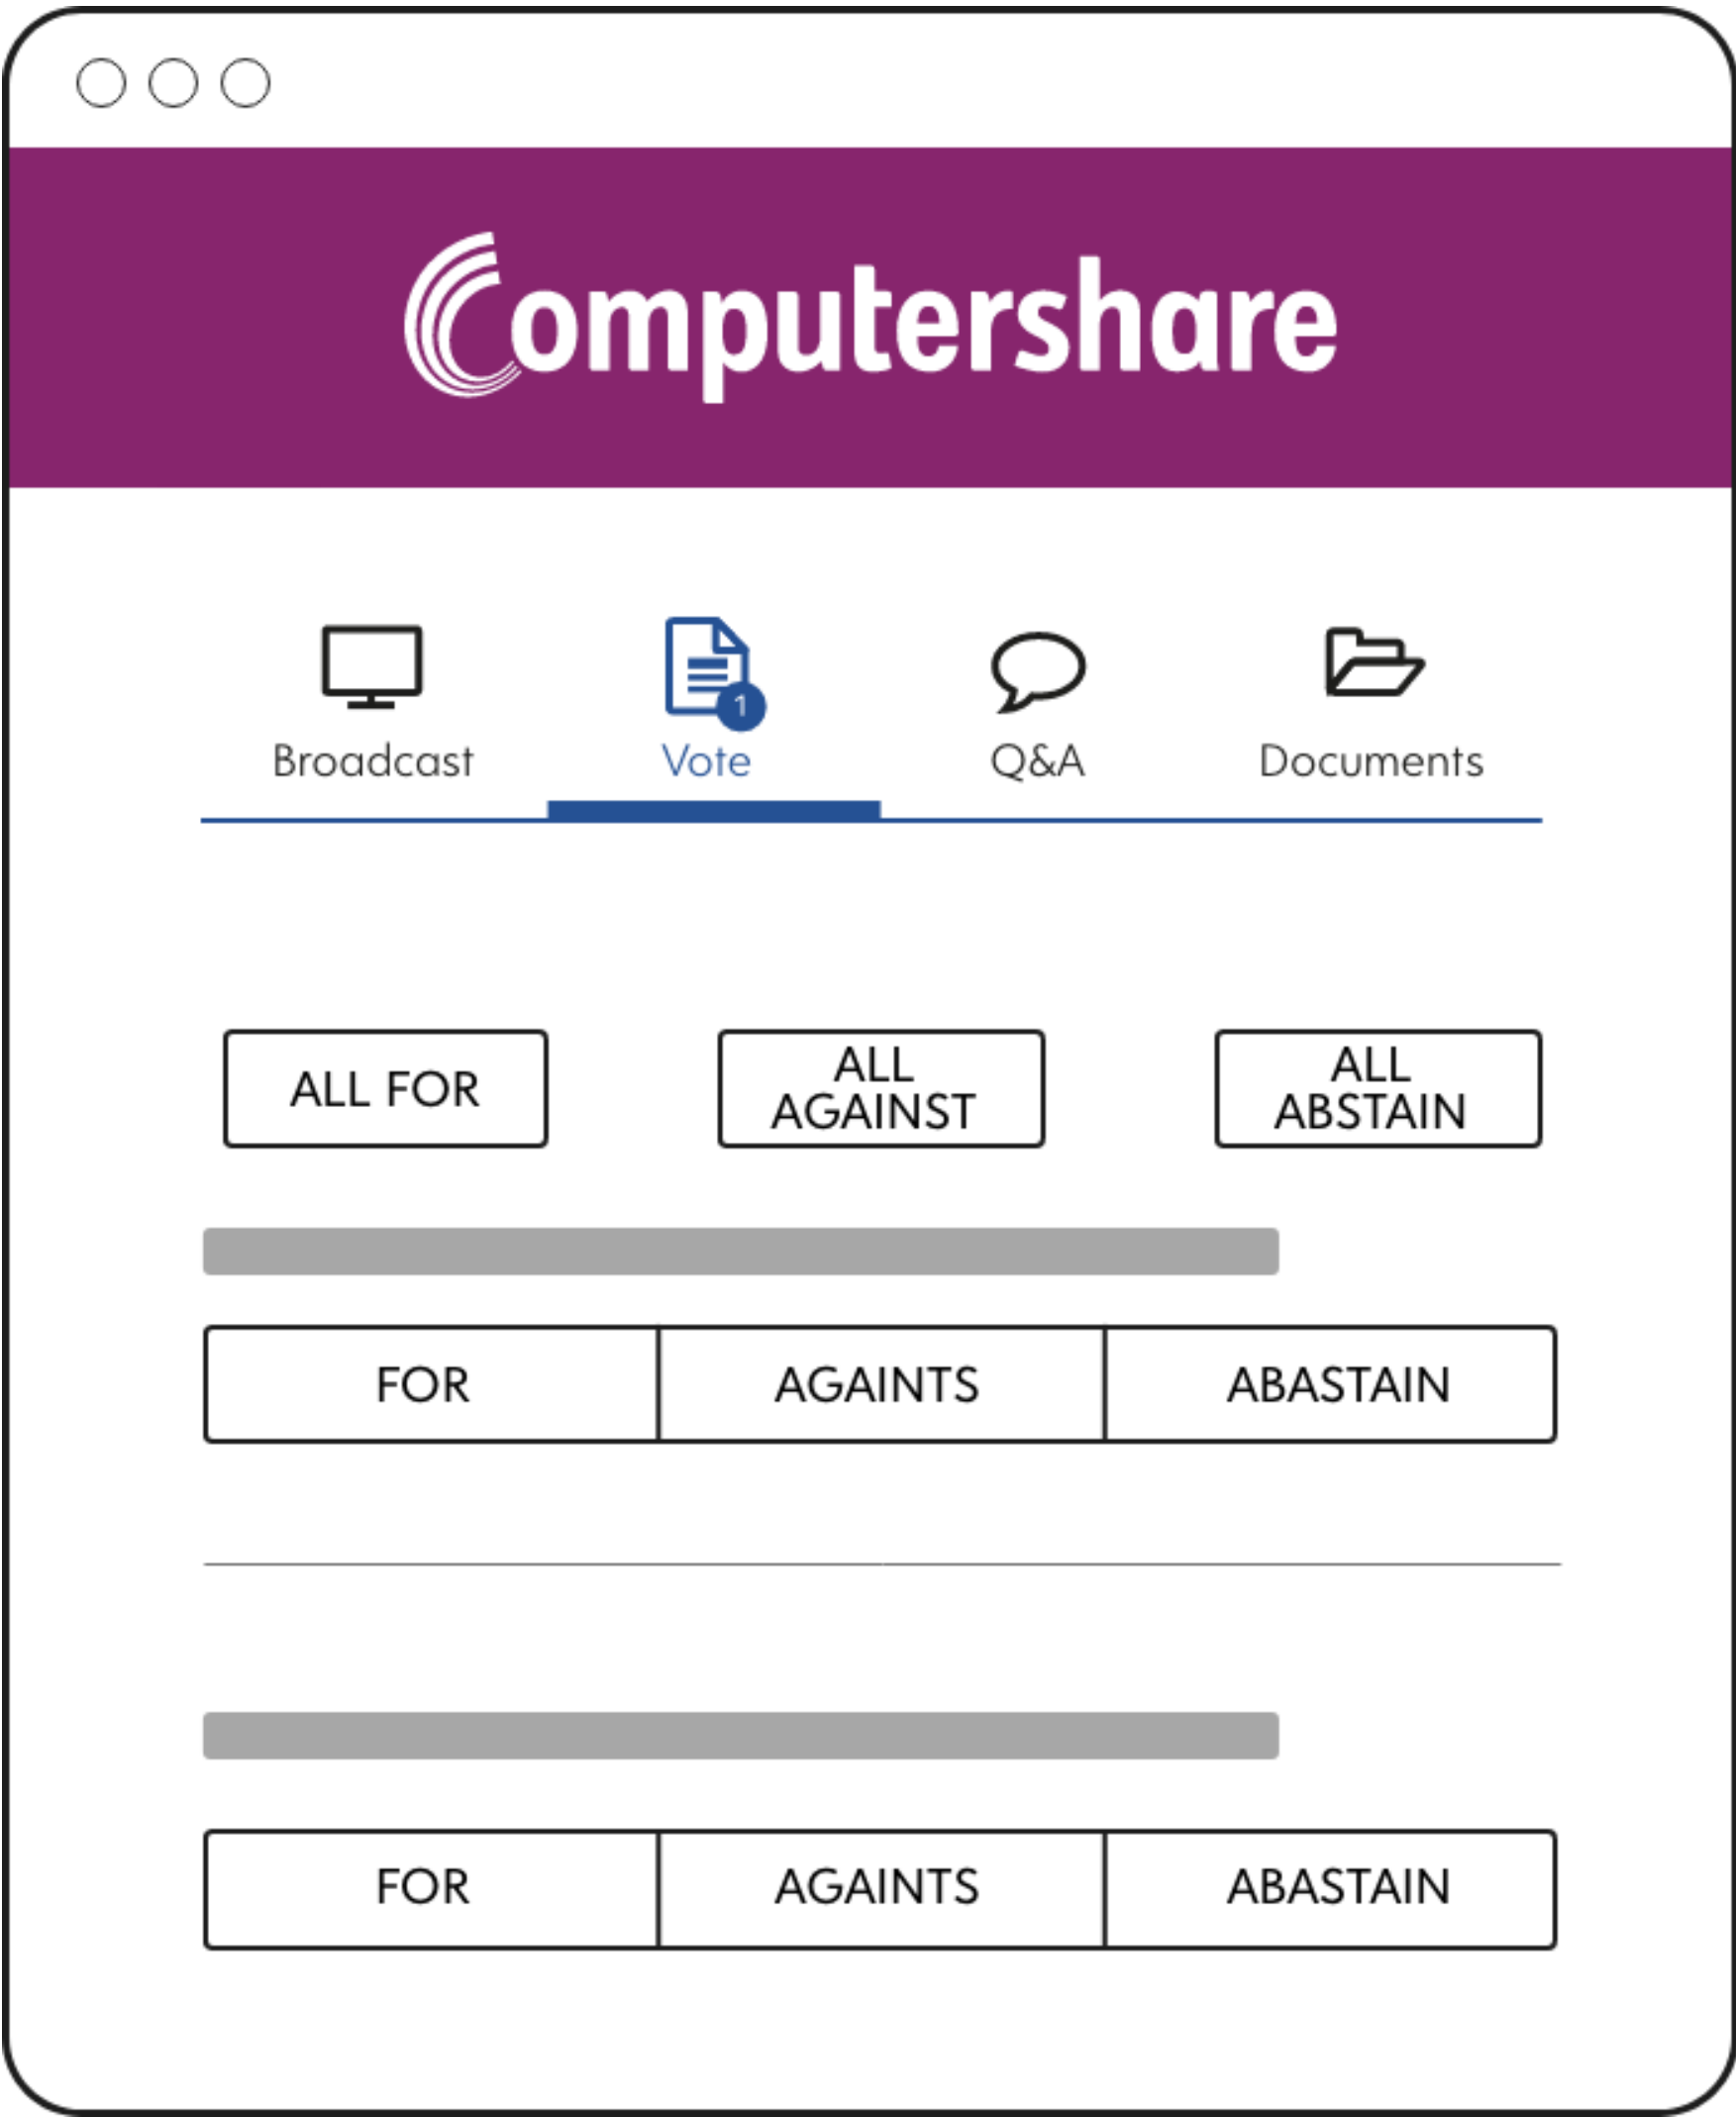 Computershare
1
Broadcast Vote Q&A Documents
ALL FOR
ALL
AGAINST
ALL
ABSTAIN
FOR AGAINTS ABASTAIN
FOR AGAINTS ABASTAIN